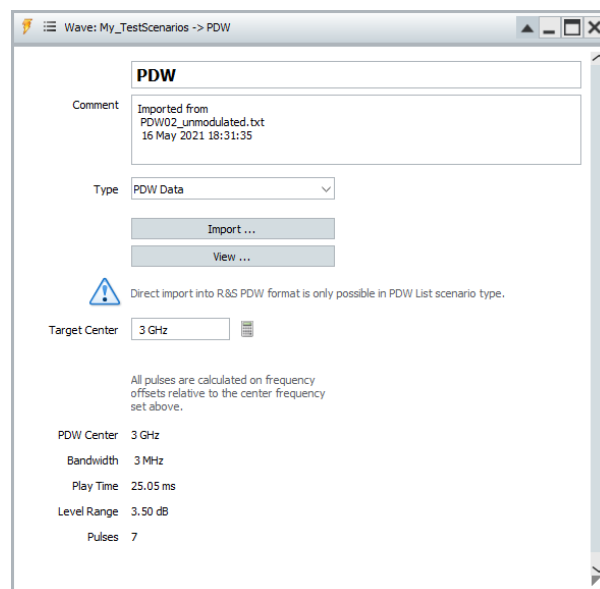 Wave: My_TestScenarios -> PDW
PDW
Comment
Imported from
PDW02_unmodulated.txt
16 May 2021 18:31:35
Type PDW Data
Import ...
View ...
Direct import into R&S PDW format is only possible in PDW List scenario type.
Target Center 3 GHz
All pulses are calculated on frequency
offsets relative to the center frequency
set above.
PDW Center 3 GHz
Bandwidth 3 MHz
Play Time 25.05 ms
Level Range 3.50 dB
Pulses 7